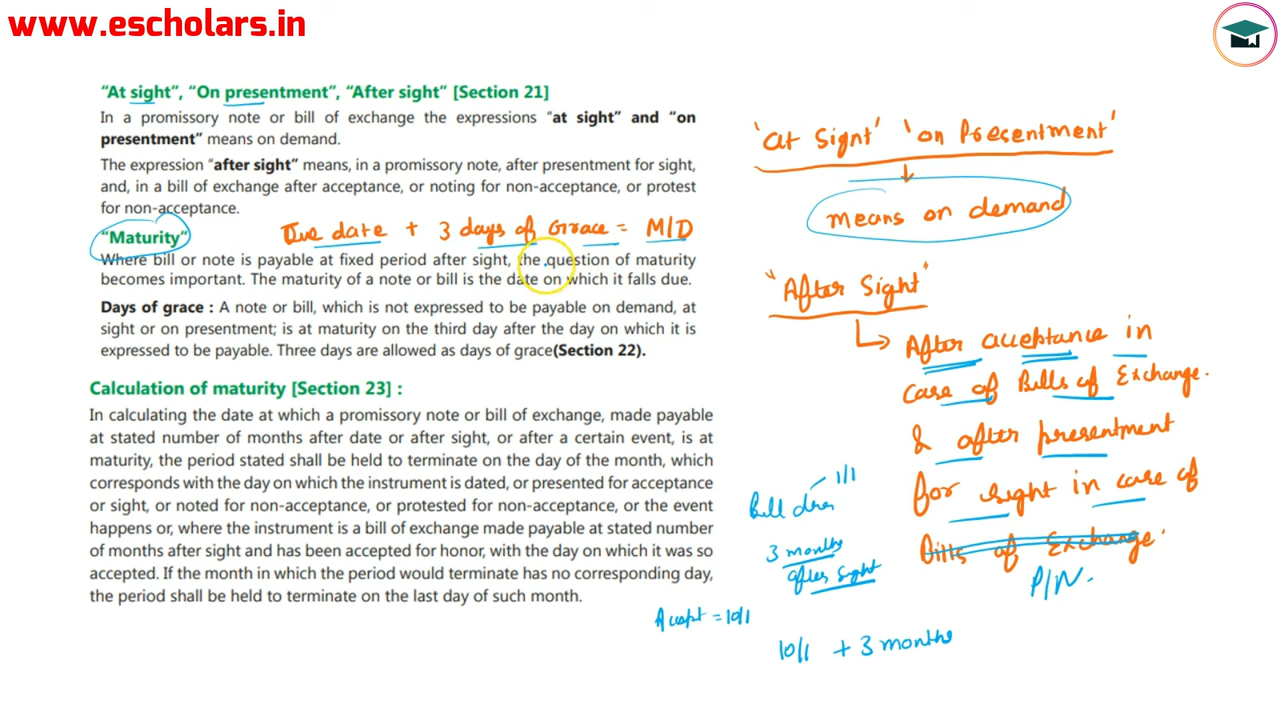 www.escholars.in
“At sight”, “On presentment”, “After sight” [Section 21]
In a promissory note or bill of exchange the expressions “at sight” and “on
presentment” means on demand.
The expression “after sight” means, in a promissory note, after presentment for sight,
and, in a bill of exchange after acceptance, or noting for non-acceptance, or protest
for non-acceptance.
“Maturity”
Due date + 3 days of Grace = M/D
Where bill or note is payable at fixed period after sight, the question of maturity
becomes important. The maturity of a note or bill is the date on which it falls due.
Days of grace : A note or bill, which is not expressed to be payable on demand, at
sight or on presentment; is at maturity on the third day after the day on which it is
expressed to be payable. Three days are allowed as days of grace(Section 22).
Calculation of maturity [Section 23] :
In calculating the date at which a promissory note or bill of exchange, made payable
at stated number of months after date or after sight, or after a certain event, is at
maturity, the period stated shall be held to terminate on the day of the month, which
corresponds with the day on which the instrument is dated, or presented for acceptance
or sight, or noted for non-acceptance, or protested for non-acceptance, or the event
happens or, where the instrument is a bill of exchange made payable at stated number
of months after sight and has been accepted for honor, with the day on which it was so
accepted. If the month in which the period would terminate has no corresponding day,
the period shall be held to terminate on the last day of such month.
'at Signt' 'on Presentment'
means on demand
"After Sight"
After acceptance in
case of Bills of Exchange.
& after presentment
for sight in case of
Bills of Exchange.
P/N.
1/1
Bill
3 months
after sight
Accept = 10/1
10/1 + 3 months